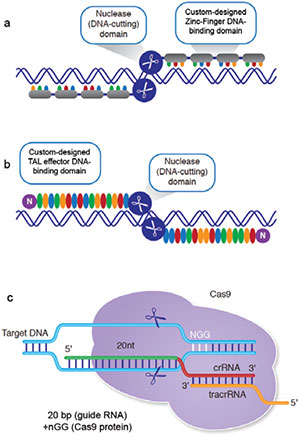 a
Nuclease
(DNA-cutting)
domain
Custom-designed
Zinc-Finger DNA-
binding domain
b
Custom-designed
TAL effector DNA-
binding domain
Nuclease
(DNA-cutting)
domain
N
N
c
Cas9
Target DNA
NGG
5'
20nt
crRNA
3'
3'
tracrRNA
5'
20 bp (guide RNA)
+nGG (Cas9 protein)